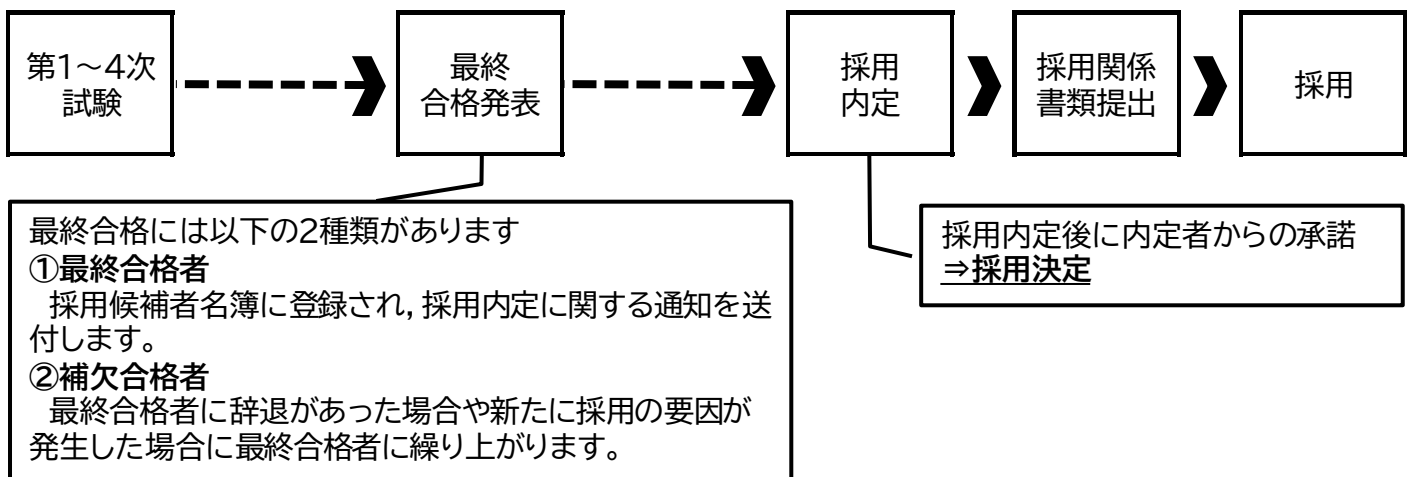 第1～4次
試験
最終
合格発表
採用
内定
採用関係
書類提出
採用
最終合格には以下の2種類があります
①最終合格者
採用候補者名簿に登録され，採用内定に関する通知を送
付します。
②補欠合格者
最終合格者に辞退があった場合や新たに採用の要因が
発生した場合に最終合格者に繰り上がります。
採用内定後に内定者からの承諾
⇒採用決定